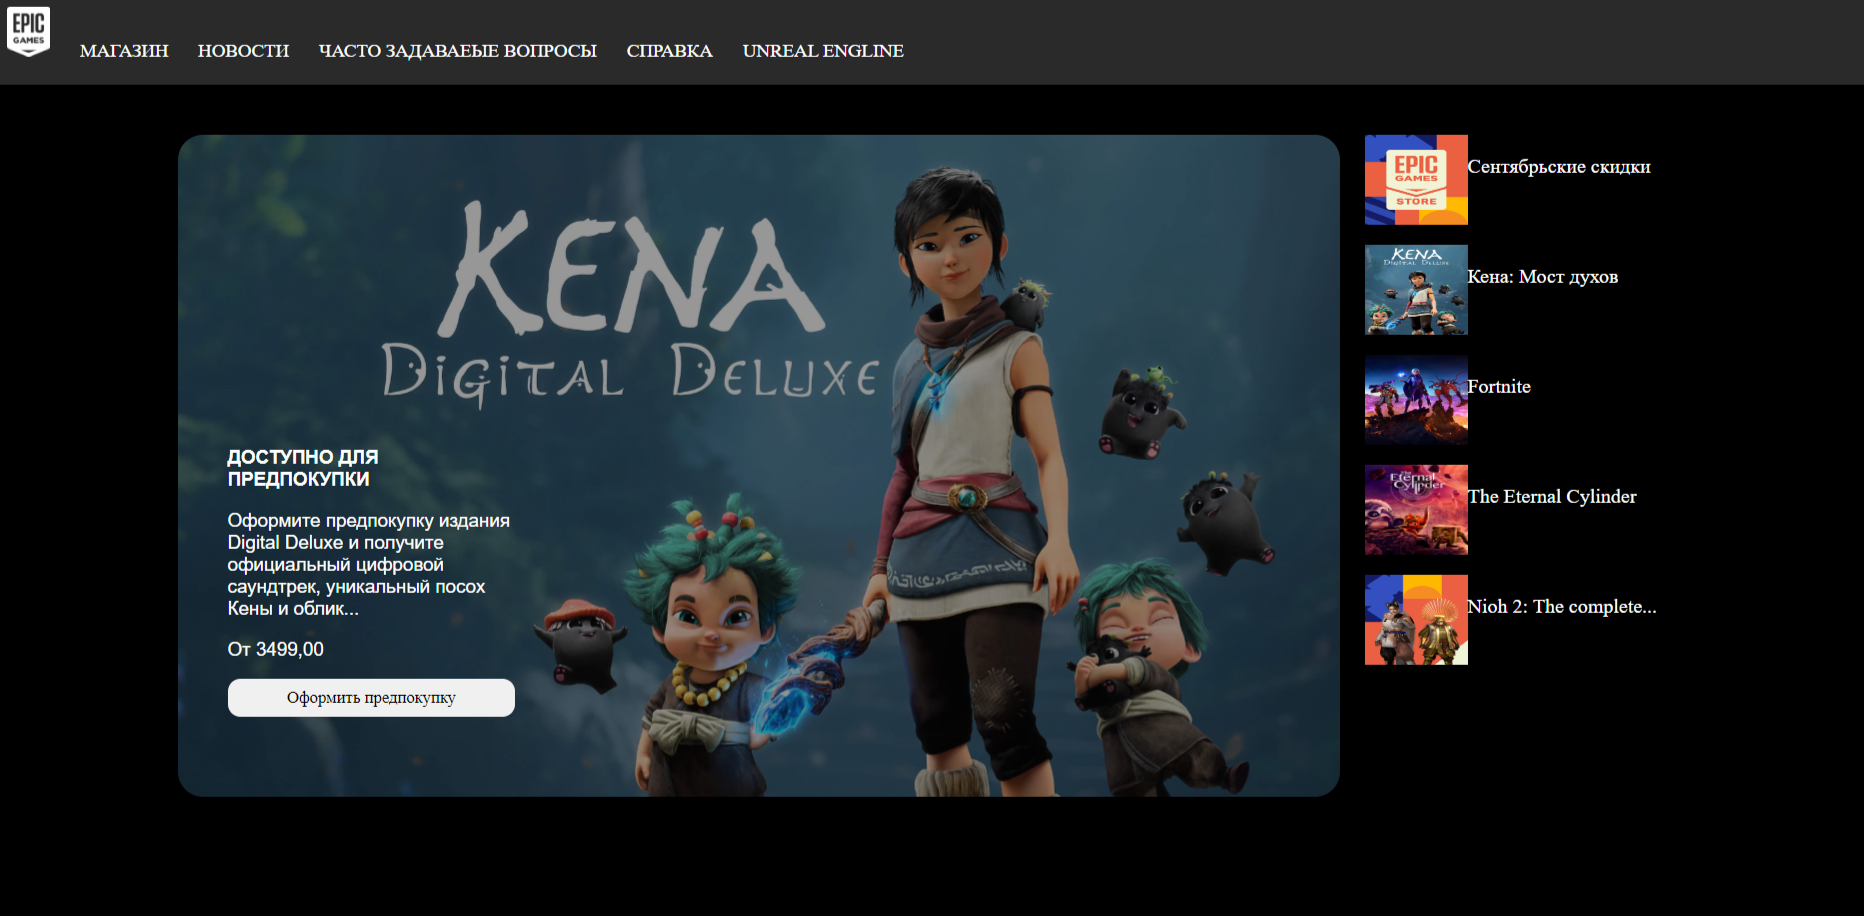 EPIC
GAMES
МАГАЗИН НОВОСТИ ЧАСТО ЗАДАВАЕЫЕ ВОПРОСЫ СПРАВКА UNREAL ENGLINE
KENA
DIGITAL DELUXE
ДОСТУПНО ДЛЯ
ПРЕДПОКУПКИ
Оформите предпокупку издания
Digital Deluxe и получите
официальный цифровой
саундтрек, уникальный посох
Кены и облик...
От 3499,00
Оформить предпокупку
EPIC
GAMES
STORE
Сентябрьские скидки
KENA
DIGITAL DELUXE
Кена: Мост духов
Fortnite
The
Eternal
Cylinder
The Eternal Cylinder
Nioh 2: The complete...